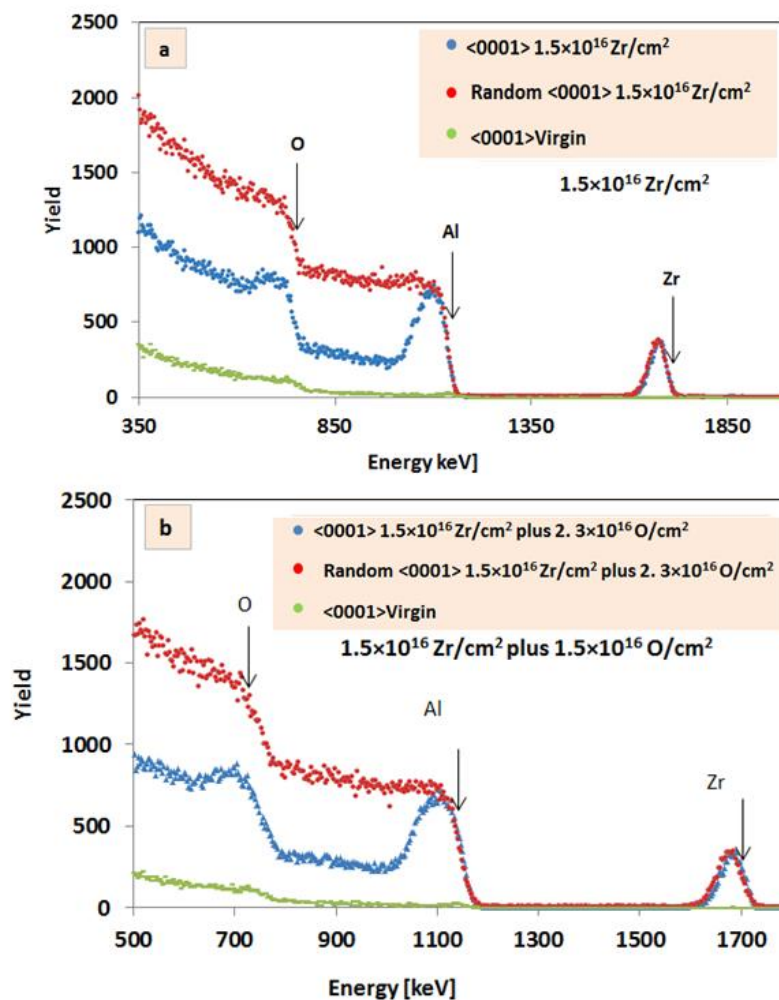 2500
a
<0001> 1.5×10¹⁶ Zr/cm²
2000
Random <0001> 1.5×10¹⁶ Zr/cm²
<0001>Virgin
O
1500
1.5×10¹⁶ Zr/cm²
Yield
Al
1000
Zr
500
0
350
850
1350
1850
Energy keV]
2500
b
<0001> 1.5×10¹⁶ Zr/cm² plus 2. 3×10¹⁶ O/cm²
2000
Random <0001> 1.5×10¹⁶ Zr/cm² plus 2. 3×10¹⁶ O/cm²
<0001>Virgin
O
1.5×10¹⁶ Zr/cm² plus 1.5×10¹⁶ O/cm²
1500
Yield
Al
1000
Zr
500
0
500
700
900
1100
1300
1500
1700
Energy [keV]